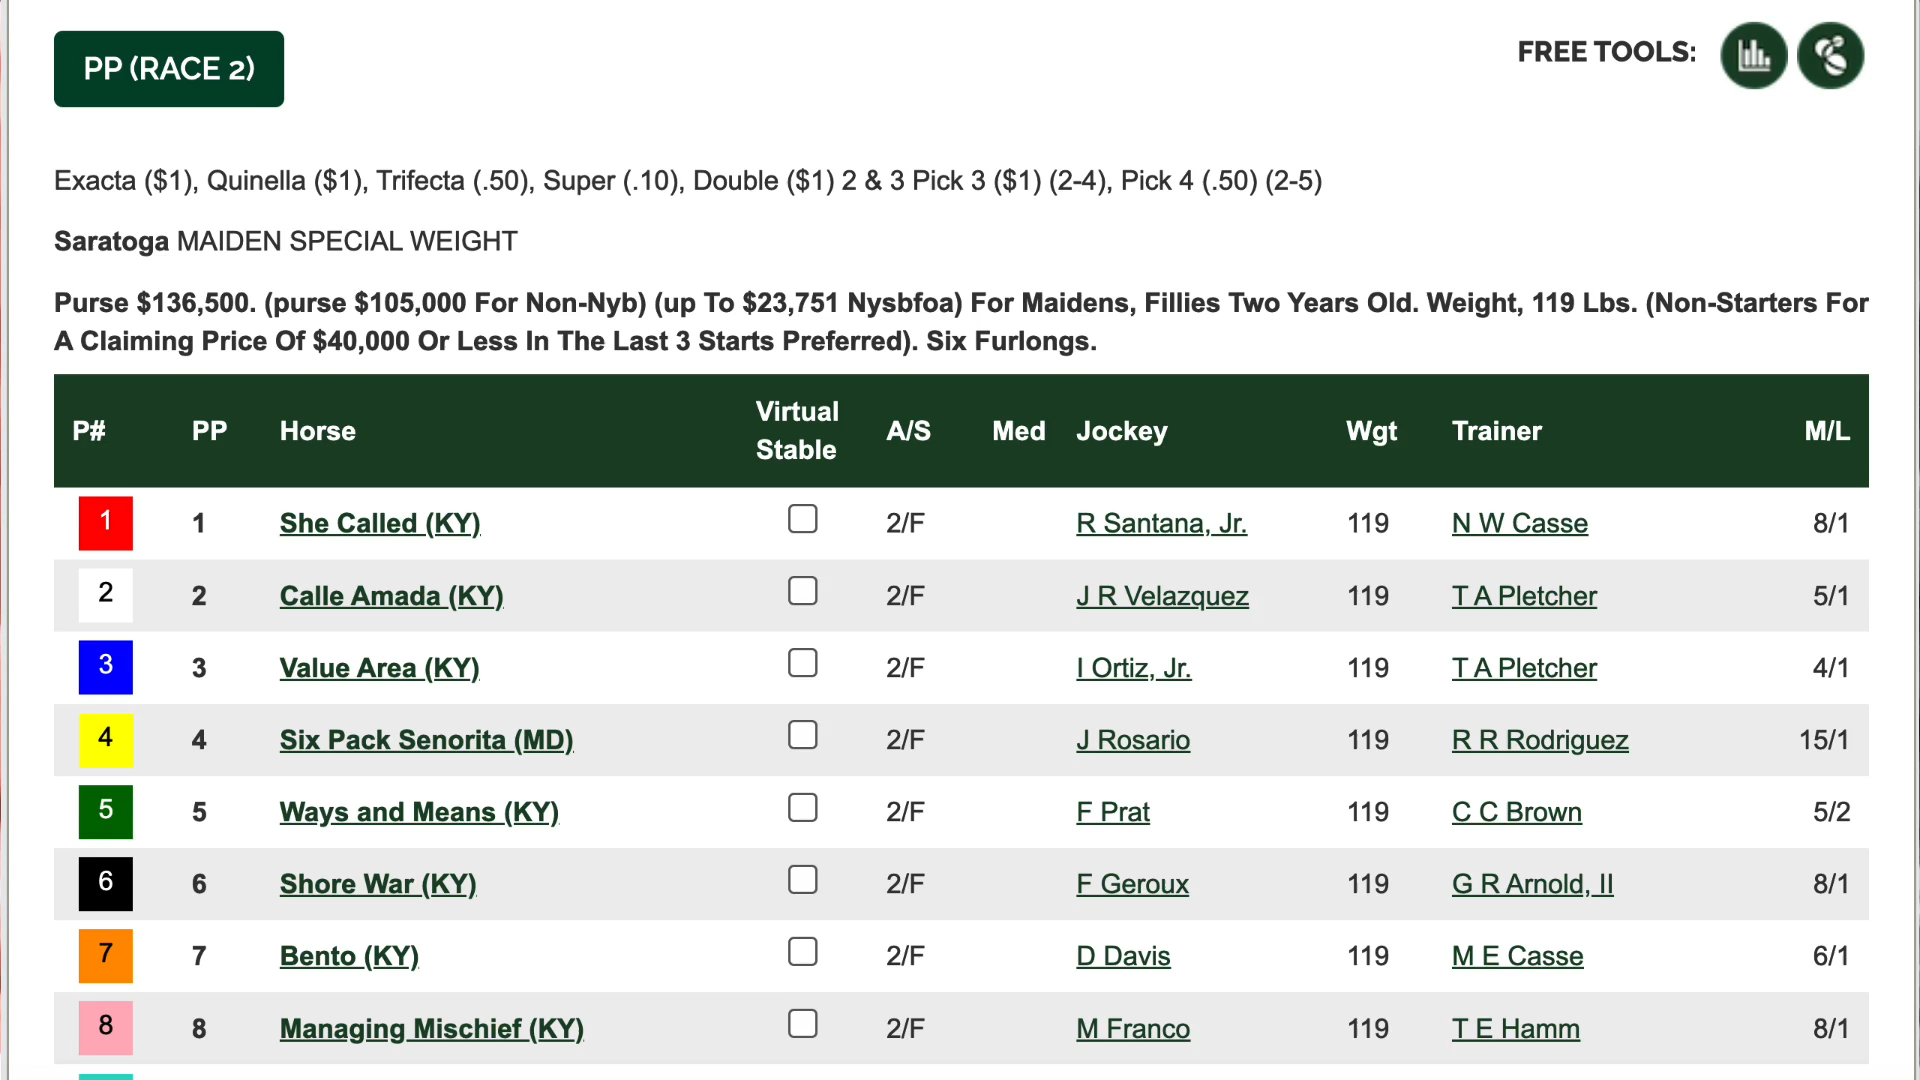 PP (RACE 2)
FREE TOOLS:
Exacta ($1), Quinella ($1), Trifecta (.50), Super (.10), Double ($1) 2 & 3 Pick 3 ($1) (2-4), Pick 4 (.50) (2-5)
Saratoga MAIDEN SPECIAL WEIGHT
Purse $136,500. (purse $105,000 For Non-Nyb) (up To $23,751 Nysbfoa) For Maidens, Fillies Two Years Old. Weight, 119 Lbs. (Non-Starters For
A Claiming Price Of $40,000 Or Less In The Last 3 Starts Preferred). Six Furlongs.
P# PP Horse Virtual Stable A/S Med Jockey Wgt Trainer M/L
1 1 She Called (KY) 2/F R Santana, Jr. 119 N W Casse 8/1
2 2 Calle Amada (KY) 2/F J R Velazquez 119 T A Pletcher 5/1
3 3 Value Area (KY) 2/F I Ortiz, Jr. 119 T A Pletcher 4/1
4 4 Six Pack Senorita (MD) 2/F J Rosario 119 R R Rodriguez 15/1
5 5 Ways and Means (KY) 2/F F Prat 119 C C Brown 5/2
6 6 Shore War (KY) 2/F F Geroux 119 G R Arnold, II 8/1
7 7 Bento (KY) 2/F D Davis 119 M E Casse 6/1
8 8 Managing Mischief (KY) 2/F M Franco 119 T E Hamm 8/1